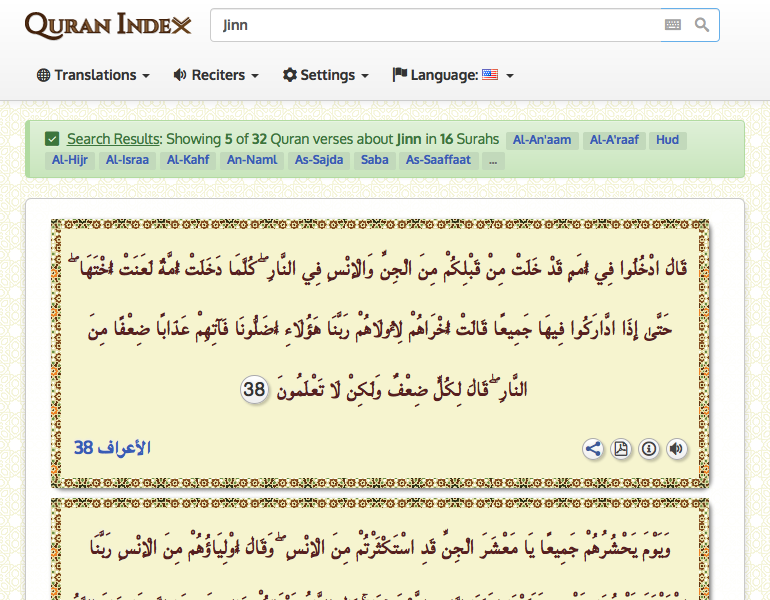 QURAN INDEX
Jinn
Translations Reciters Settings Language:
Search Results: Showing 5 of 32 Quran verses about Jinn in 16 Surahs Al-An'aam Al-A'raaf Hud
Al-Hijr Al-Israa Al-Kahf An-Naml As-Sajda Saba As-Saaffaat ...
قَالَ ادْخُلُوا فِي أُمَمٍ قَدْ خَلَتْ مِنْ قَبْلِكُمْ مِنَ الْجِنِّ وَالْإِنْسِ فِي النَّارِ ۖ كُلَّمَا دَخَلَتْ أُمَّةٌ لَعَنَتْ أُخْتَهَا ۖ
حَتَّىٰ إِذَا ادَّارَكُوا فِيهَا جَمِيعًا قَالَتْ أُخْرَاهُمْ لِأُولَاهُمْ رَبَّنَا هَؤُلَاءِ أَضَلُّونَا فَآتِهِمْ عَذَابًا ضِعْفًا مِنَ
النَّارِ ۖ قَالَ لِكُلٍّ ضِعْفٌ وَلَكِنْ لَا تَعْلَمُونَ 38
الأعراف 38
وَيَوْمَ يَحْشُرُهُمْ جَمِيعًا يَا مَعْشَرَ الْجِنِّ قَدِ اسْتَكْثَرْتُمْ مِنَ الْإِنْسِ ۖ وَقَالَ أَوْلِيَاؤُهُمْ مِنَ الْإِنْسِ رَبَّنَا